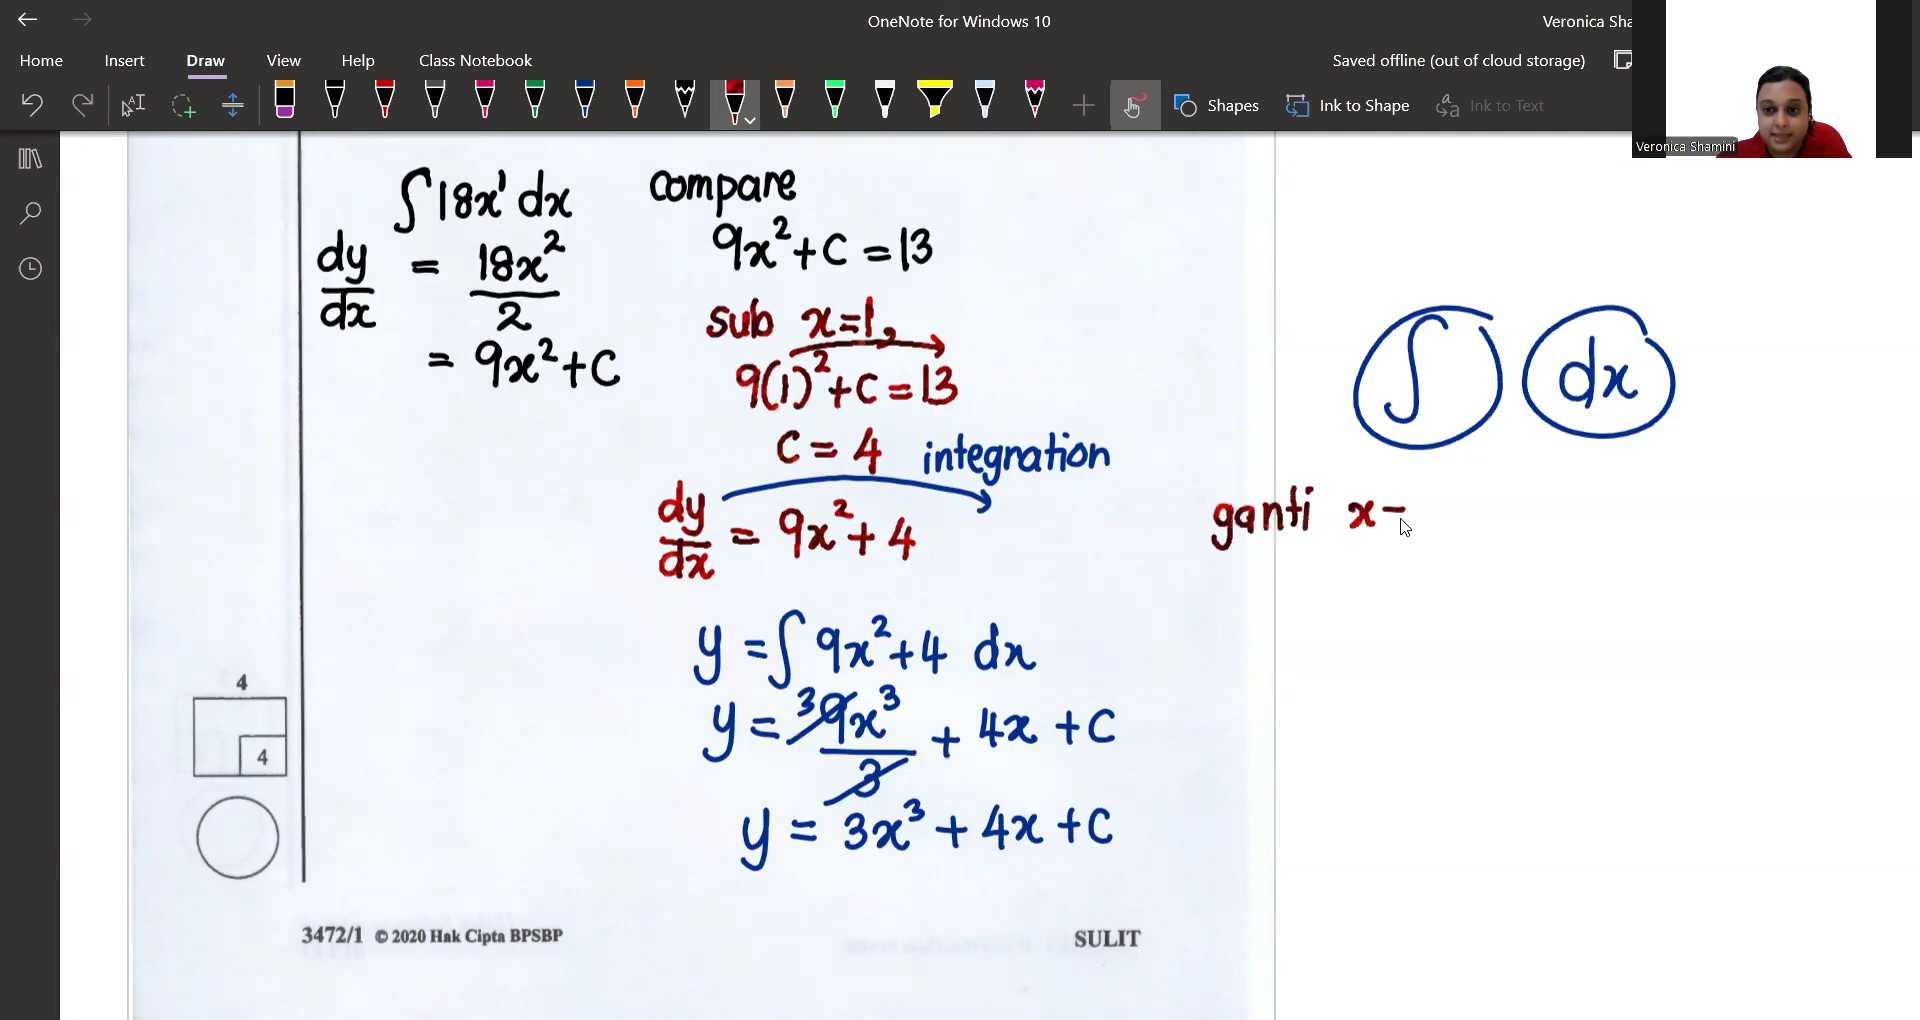 OneNote for Windows 10
Veronica Sha
Home Insert Draw View Help Class Notebook
Saved offline (out of cloud storage)
Shapes Ink to Shape Ink to Text
Veronica Shamini
∫18x¹ dx
dy/dx = 18x²/2
= 9x²+C
compare
9x²+C=13
sub x=1,
9(1)²+C=13
C=4
integration
dy/dx = 9x²+4
y=∫9x²+4 dx
y= ³9x³/3 + 4x+C
y = 3x³+4x+C
∫ dx
ganti x-
4
4
3472/1 © 2020 Hak Cipta BPSBP
SULIT